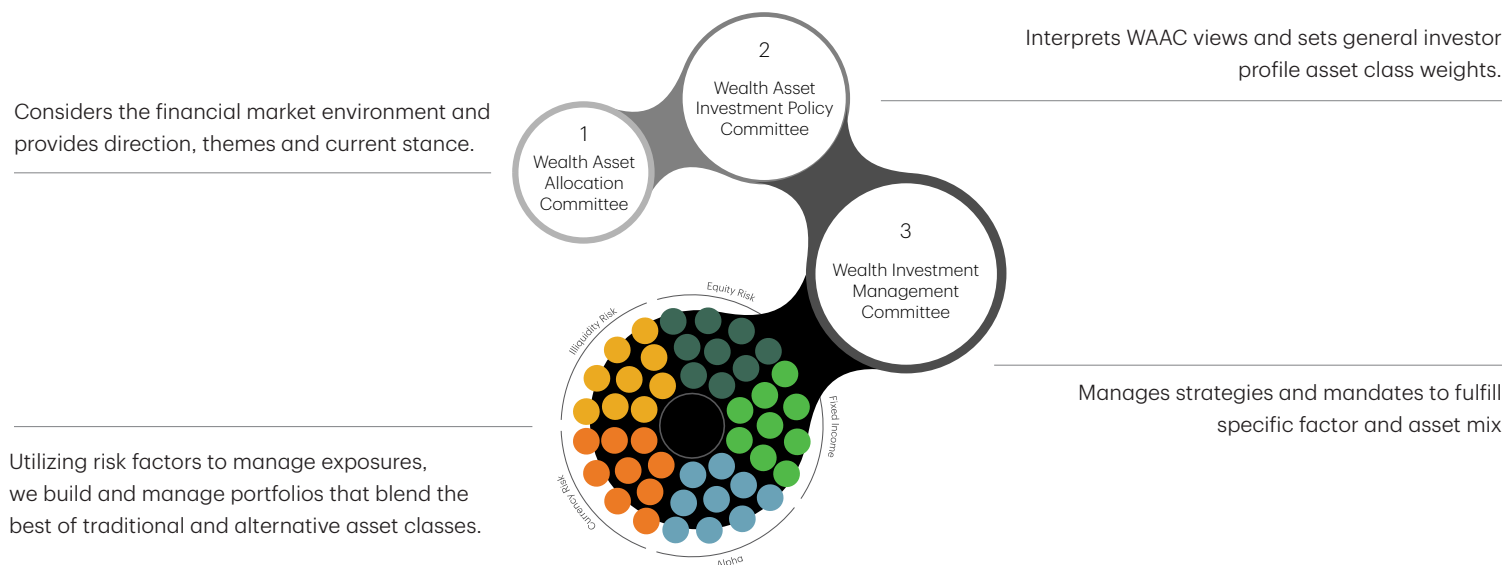 Considers the financial market environment and
provides direction, themes and current stance.
1
Wealth Asset
Allocation
Committee
2
Wealth Asset
Investment Policy
Committee
Interprets WAAC views and sets general investor
profile asset class weights.
3
Wealth Investment
Management
Committee
Manages strategies and mandates to fulfill
specific factor and asset mix
Utilizing risk factors to manage exposures,
we build and manage portfolios that blend the
best of traditional and alternative asset classes.
Equity Risk
Illiquidity Risk
Fixed Income
Currency Risk
Alpha